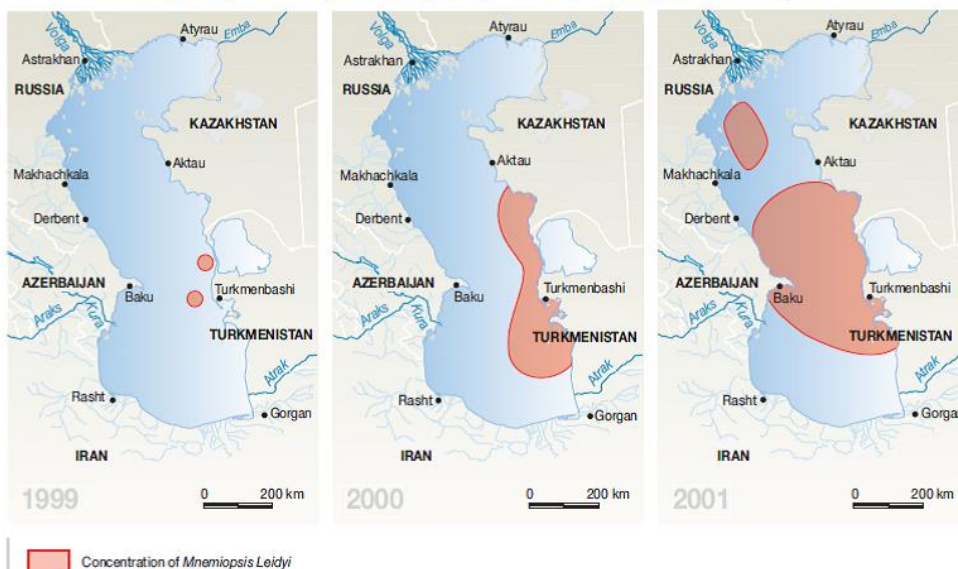 Atyrau
Volga
Emba
Astrakhan
RUSSIA
KAZAKHSTAN
Aktau
Makhachkala
Derbent
AZERBAIJAN
Baku
Turkmenbashi
Araks
Kura
TURKMENISTAN
Atrak
Rasht
Gorgan
IRAN
1999
0 200 km
Atyrau
Volga
Emba
Astrakhan
RUSSIA
KAZAKHSTAN
Aktau
Makhachkala
Derbent
AZERBAIJAN
Baku
Turkmenbashi
Araks
Kura
TURKMENISTAN
Atrak
Rasht
Gorgan
IRAN
2000
0 200 km
Atyrau
Volga
Emba
Astrakhan
RUSSIA
KAZAKHSTAN
Aktau
Makhachkala
Derbent
AZERBAIJAN
Baku
Turkmenbashi
Araks
Kura
TURKMENISTAN
Atrak
Rasht
Gorgan
IRAN
2001
0 200 km
Concentration of Mnemiopsis Leidyi